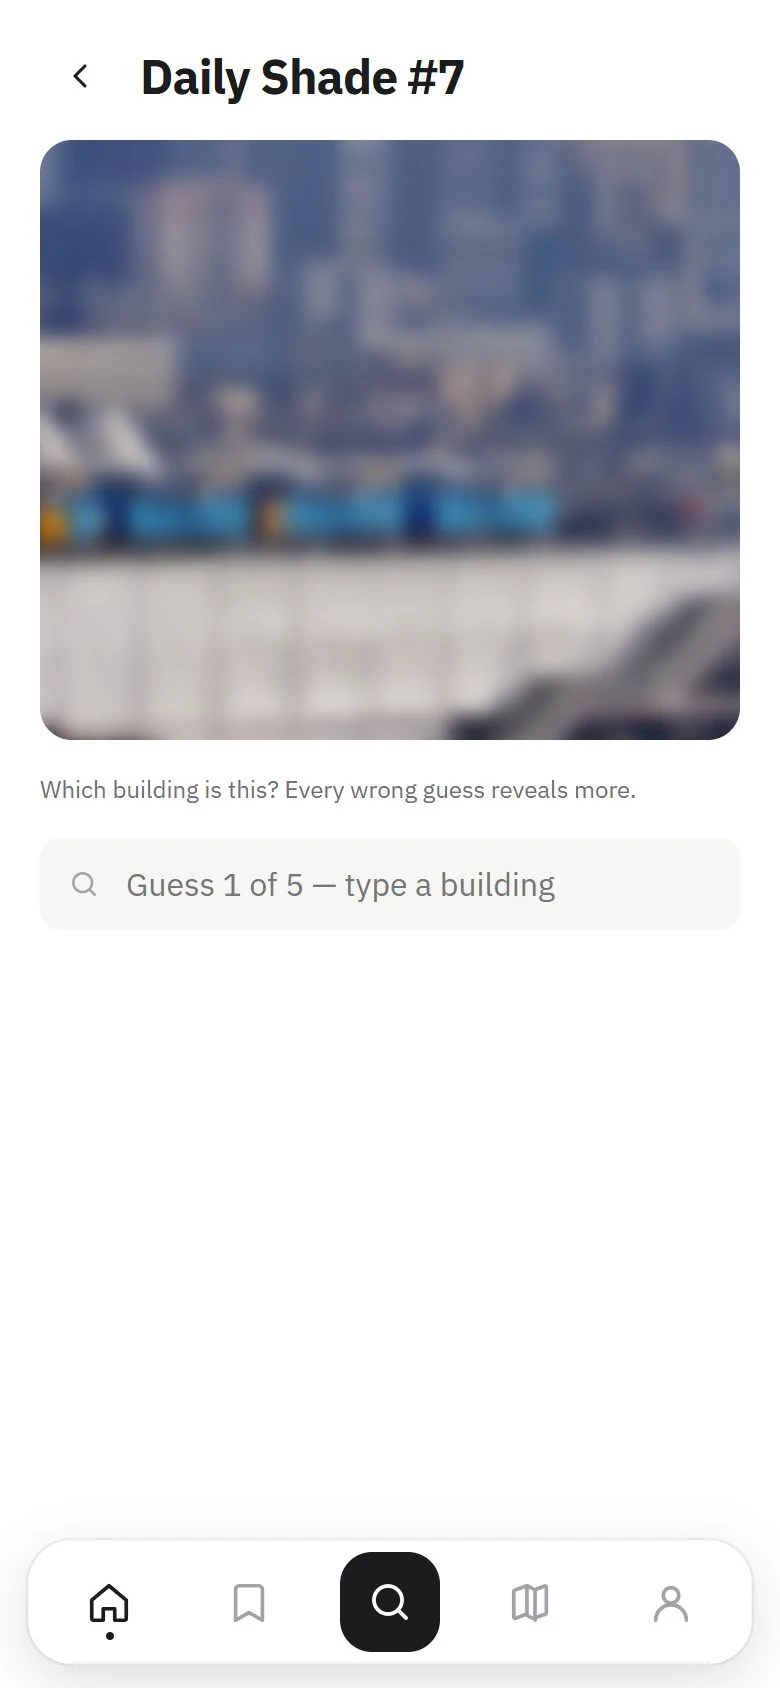 Daily Shade #7
Which building is this? Every wrong guess reveals more.
Guess 1 of 5 — type a building